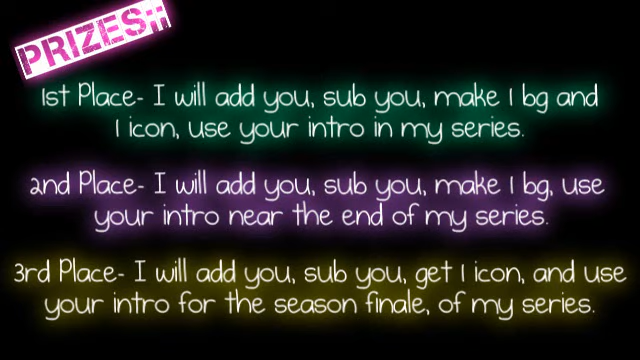 PRIZES;;
1st Place- I will add you, sub you, make 1 bg and
1 icon, use your intro in my series.
2nd Place- I will add you, sub you, make 1 bg, use
your intro near the end of my series.
3rd Place- I will add you, sub you, get 1 icon, and use
your intro for the season finale, of my series.